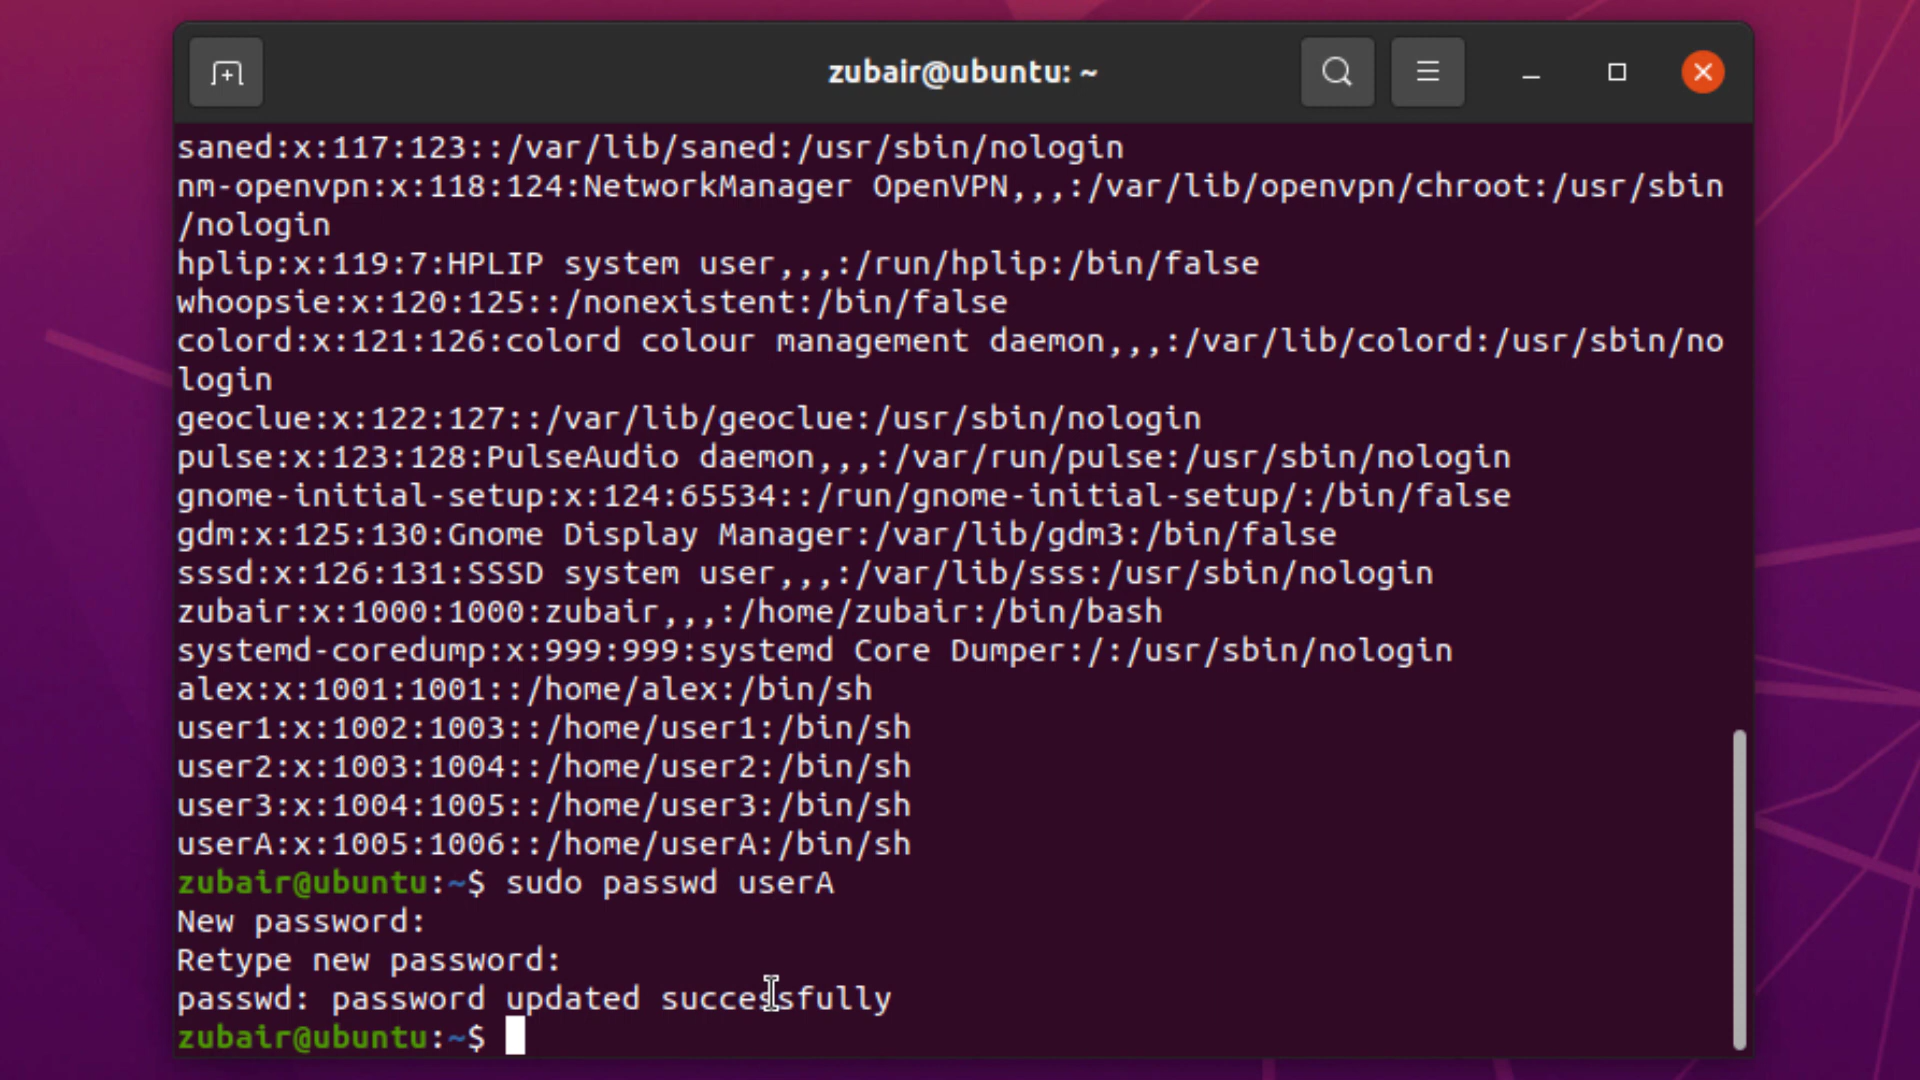 zubair@ubuntu: ~
saned:x:117:123::/var/lib/saned:/usr/sbin/nologin
nm-openvpn:x:118:124:NetworkManager OpenVPN,,,:/var/lib/openvpn/chroot:/usr/sbin
/nologin
hplip:x:119:7:HPLIP system user,,,:/run/hplip:/bin/false
whoopsie:x:120:125::/nonexistent:/bin/false
colord:x:121:126:colord colour management daemon,,,:/var/lib/colord:/usr/sbin/no
login
geoclue:x:122:127::/var/lib/geoclue:/usr/sbin/nologin
pulse:x:123:128:PulseAudio daemon,,,:/var/run/pulse:/usr/sbin/nologin
gnome-initial-setup:x:124:65534::/run/gnome-initial-setup/:/bin/false
gdm:x:125:130:Gnome Display Manager:/var/lib/gdm3:/bin/false
sssd:x:126:131:SSSD system user,,,:/var/lib/sss:/usr/sbin/nologin
zubair:x:1000:1000:zubair,,,:/home/zubair:/bin/bash
systemd-coredump:x:999:999:systemd Core Dumper:/:/usr/sbin/nologin
alex:x:1001:1001::/home/alex:/bin/sh
user1:x:1002:1003::/home/user1:/bin/sh
user2:x:1003:1004::/home/user2:/bin/sh
user3:x:1004:1005::/home/user3:/bin/sh
userA:x:1005:1006::/home/userA:/bin/sh
zubair@ubuntu:~$ sudo passwd userA
New password:
Retype new password:
passwd: password updated successfully
zubair@ubuntu:~$